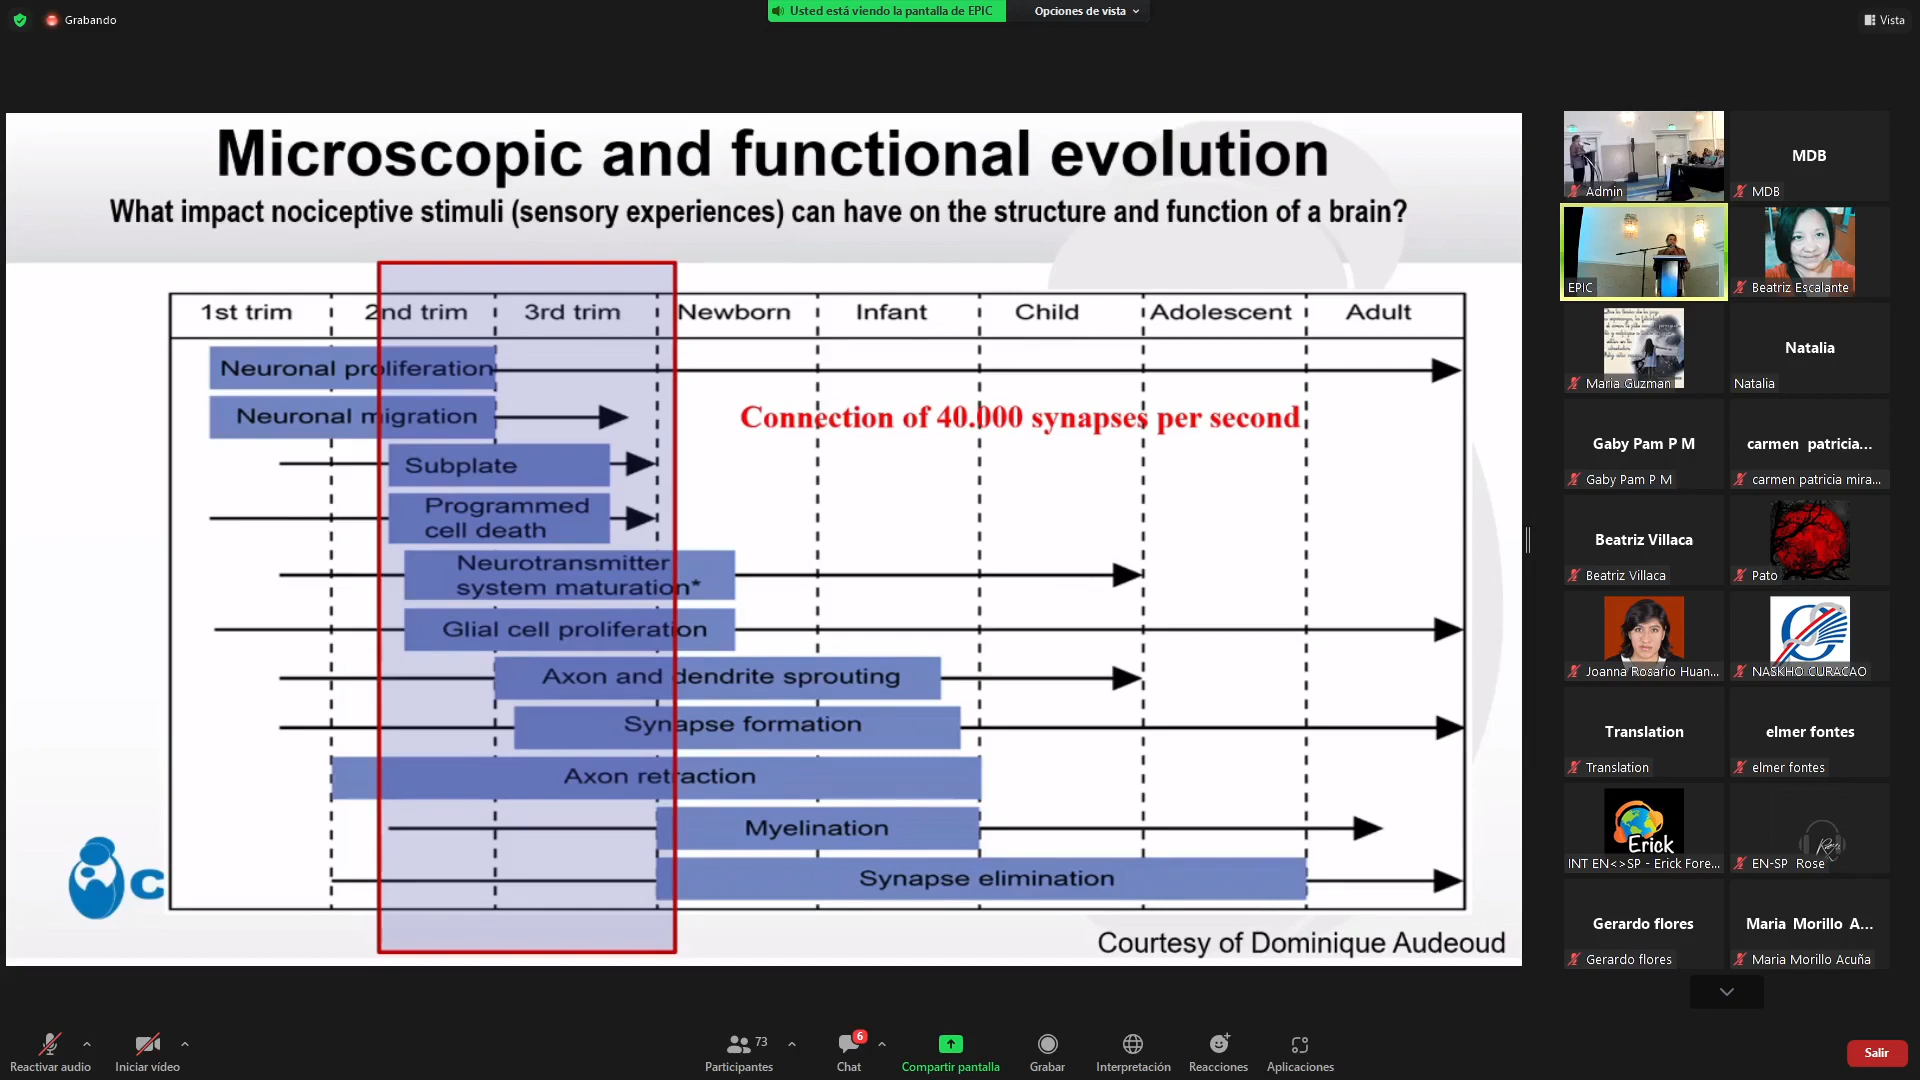 Grabando
Usted está viendo la pantalla de EPIC
Opciones de vista
Vista
Microscopic and functional evolution
What impact nociceptive stimuli (sensory experiences) can have on the structure and function of a brain?
1st trim 2nd trim 3rd trim Newborn Infant Child Adolescent Adult
Neuronal proliferation
Neuronal migration
Connection of 40.000 synapses per second
Subplate
Programmed
cell death
Neurotransmitter
system maturation*
Glial cell proliferation
Axon and dendrite sprouting
Synapse formation
Axon retraction
Myelination
Synapse elimination
C
Courtesy of Dominique Audeoud
Admin
MDB
MDB
EPIC
Beatriz Escalante
Maria Guzman
Natalia
Natalia
Gaby Pam P M
Gaby Pam P M
carmen patricia...
carmen patricia mira...
Beatriz Villaca
Beatriz Villaca
Pato
Joanna Rosario Huan...
NASKHO CURACAO
Translation
Translation
elmer fontes
elmer fontes
Erick
INT EN<>SP - Erick Fore...
EN-SP Rose
Gerardo flores
Gerardo flores
Maria Morillo A...
Maria Morillo Acuña
Reactivar audio
Iniciar vídeo
73
Participantes
6
Chat
Compartir pantalla
Grabar
Interpretación
Reacciones
Aplicaciones
Salir